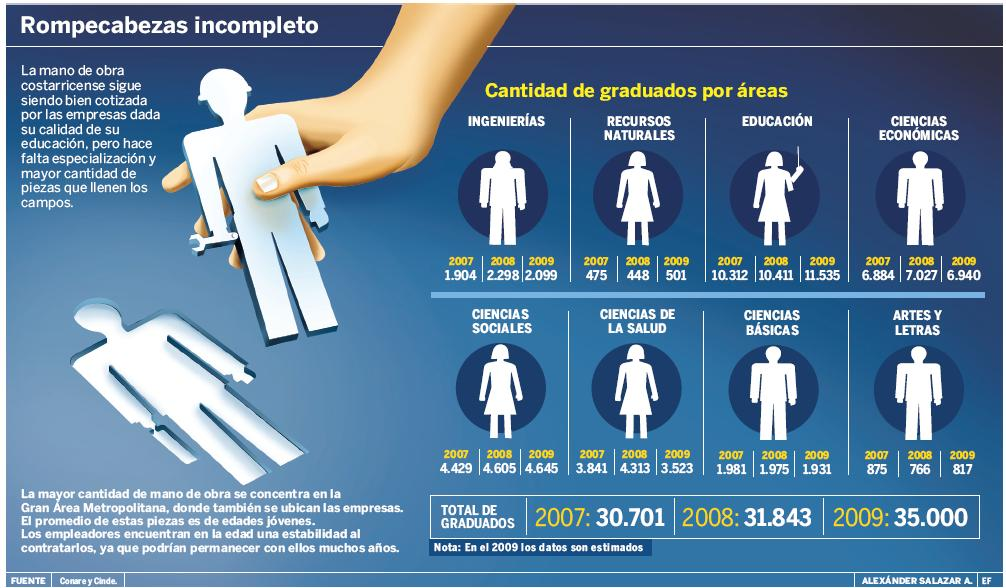 Rompecabezas incompleto
La mano de obra
costarricense sigue
siendo bien cotizada
por las empresas dada
su calidad de su
educación, pero hace
falta especialización y
mayor cantidad de
piezas que llenen los
campos.
Cantidad de graduados por áreas
INGENIERÍAS
2007 2008 2009
1.904 2.298 2.099
RECURSOS
NATURALES
2007 2008 2009
475 448 501
EDUCACIÓN
2007 2008 2009
10.312 10.411 11.535
CIENCIAS
ECONÓMICAS
2007 2008 2009
6.884 7.027 6.940
CIENCIAS
SOCIALES
2007 2008 2009
4.429 4.605 4.645
CIENCIAS DE
LA SALUD
2007 2008 2009
3.841 4.313 3.523
CIENCIAS
BÁSICAS
2007 2008 2009
1.981 1.975 1.931
ARTES Y
LETRAS
2007 2008 2009
875 766 817
La mayor cantidad de mano de obra se concentra en la
Gran Área Metropolitana, donde también se ubican las empresas.
El promedio de estas piezas es de edades jóvenes.
Los empleadores encuentran en la edad una estabilidad al
contratarlos, ya que podrían permanecer con ellos muchos años.
TOTAL DE
GRADUADOS
2007: 30.701 2008: 31.843 2009: 35.000
Nota: En el 2009 los datos son estimados
FUENTE Conare y Cinde.
ALEXÁNDER SALAZAR A. EF